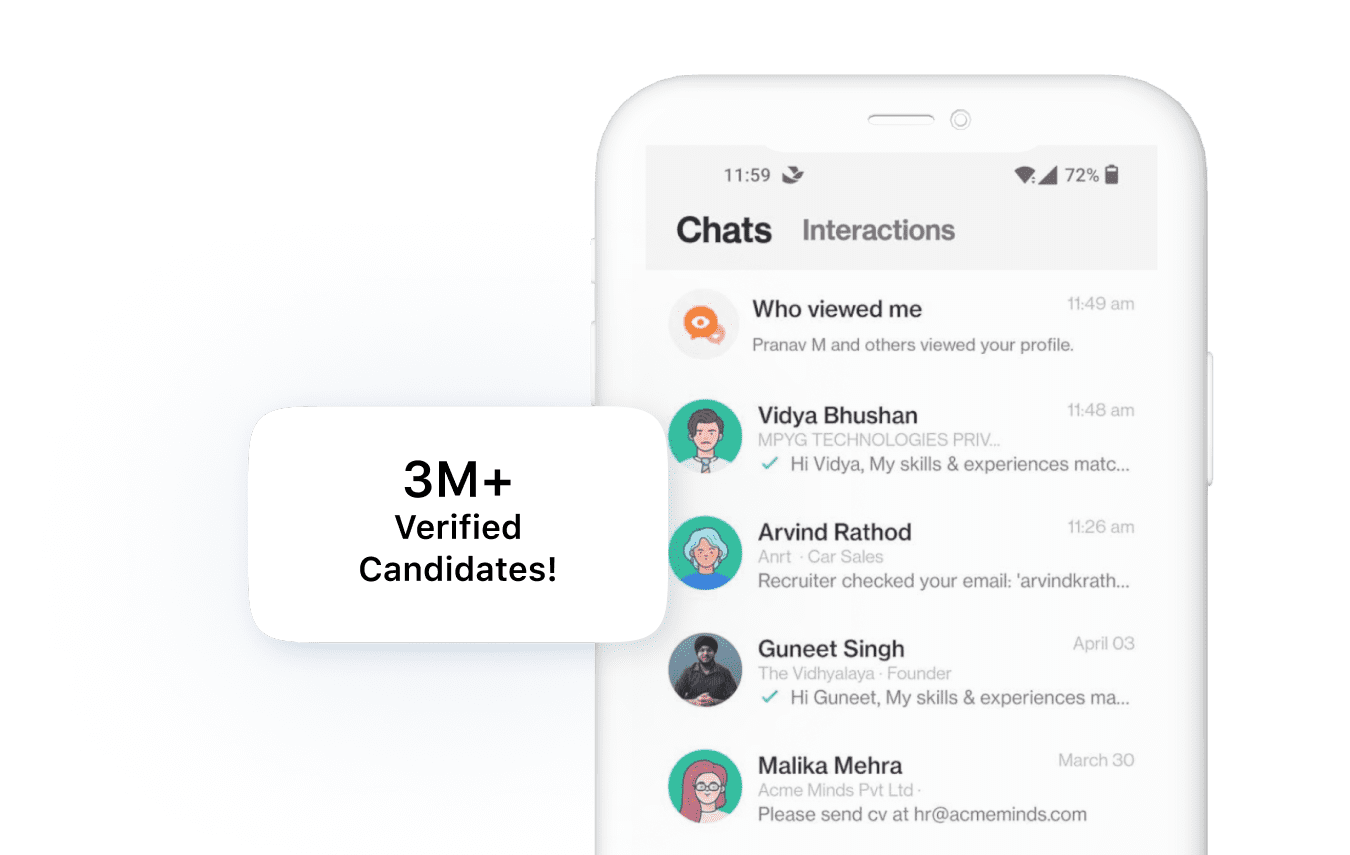 11:59
72%
Chats
Interactions
Who viewed me
11:49 am
Pranav M and others viewed your profile.
Vidya Bhushan
11:48 am
MPYG TECHNOLOGIES PRIV...
Hi Vidya, My skills & experiences matc...
3M+
Verified
Candidates!
Arvind Rathod
11:26 am
Anrt · Car Sales
Recruiter checked your email: 'arvindkrath...
Guneet Singh
April 03
The Vidhyalaya · Founder
Hi Guneet, My skills & experiences ma...
Malika Mehra
March 30
Acme Minds Pvt Ltd ·
Please send cv at hr@acmeminds.com